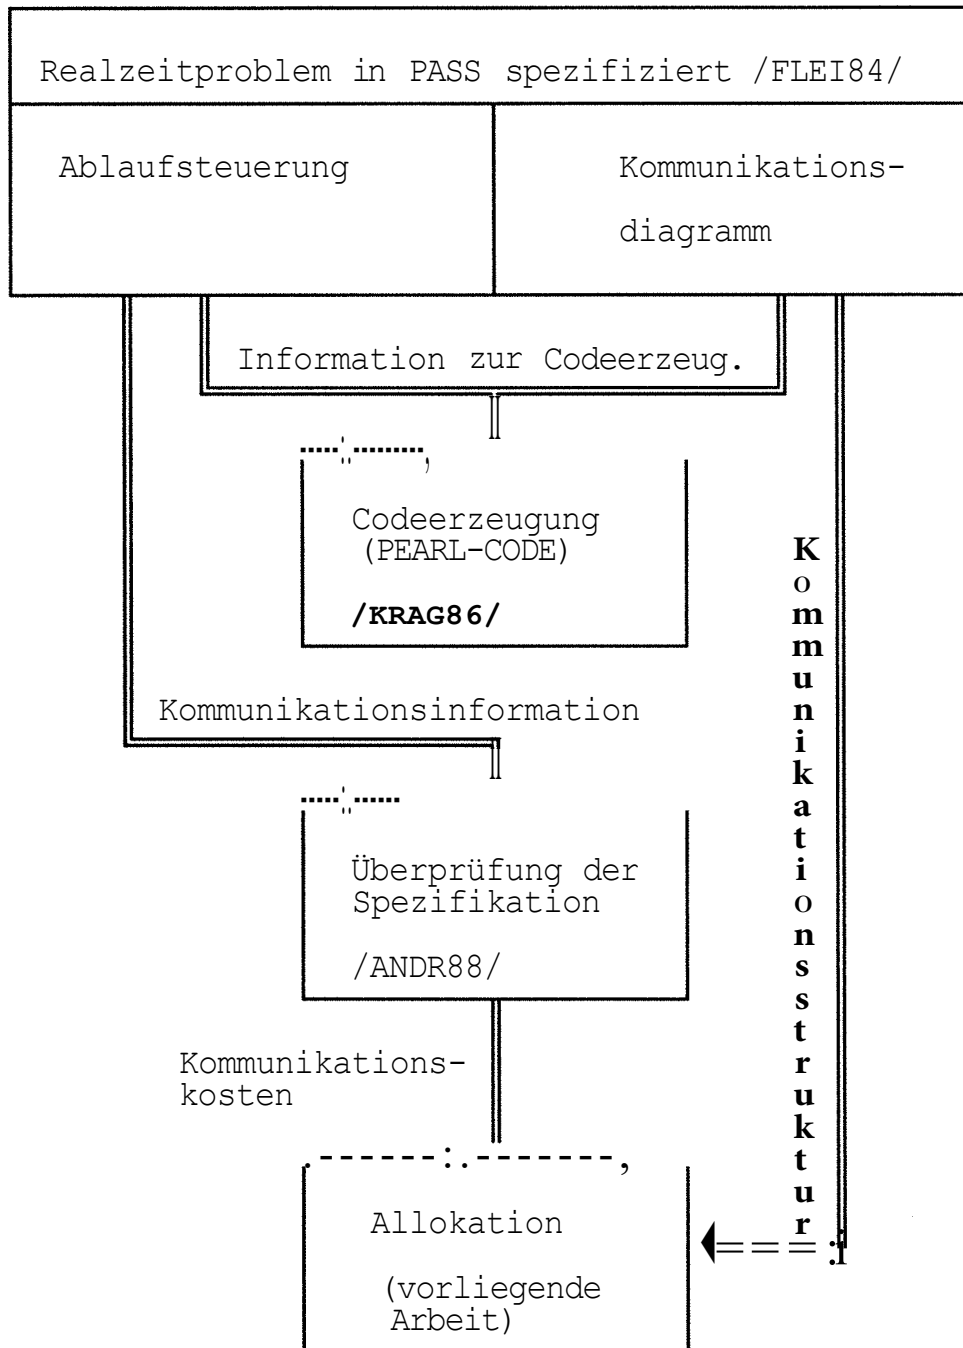 Realzeitproblem in PASS spezifiziert /FLEI84/
Ablaufsteuerung
Kommunikations-
diagramm
Information zur Codeerzeug.
Codeerzeugung
(PEARL-CODE)
/KRAG86/
Kommunikationsinformation
Überprüfung der
Spezifikation
/ANDR88/
Kommunikations-
kosten
Kommunikationsstruktur
Allokation
(vorliegende
Arbeit)